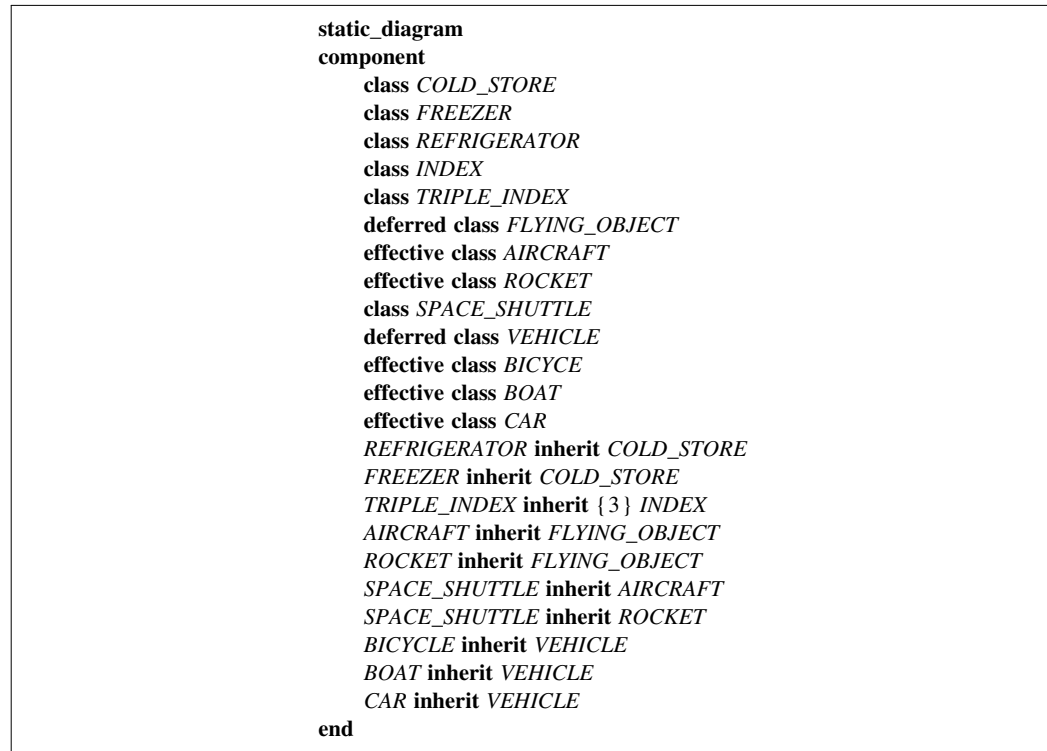 static_diagram
component
class COLD_STORE
class FREEZER
class REFRIGERATOR
class INDEX
class TRIPLE_INDEX
deferred class FLYING_OBJECT
effective class AIRCRAFT
effective class ROCKET
class SPACE_SHUTTLE
deferred class VEHICLE
effective class BICYCE
effective class BOAT
effective class CAR
REFRIGERATOR inherit COLD_STORE
FREEZER inherit COLD_STORE
TRIPLE_INDEX inherit {3} INDEX
AIRCRAFT inherit FLYING_OBJECT
ROCKET inherit FLYING_OBJECT
SPACE_SHUTTLE inherit AIRCRAFT
SPACE_SHUTTLE inherit ROCKET
BICYCLE inherit VEHICLE
BOAT inherit VEHICLE
CAR inherit VEHICLE
end